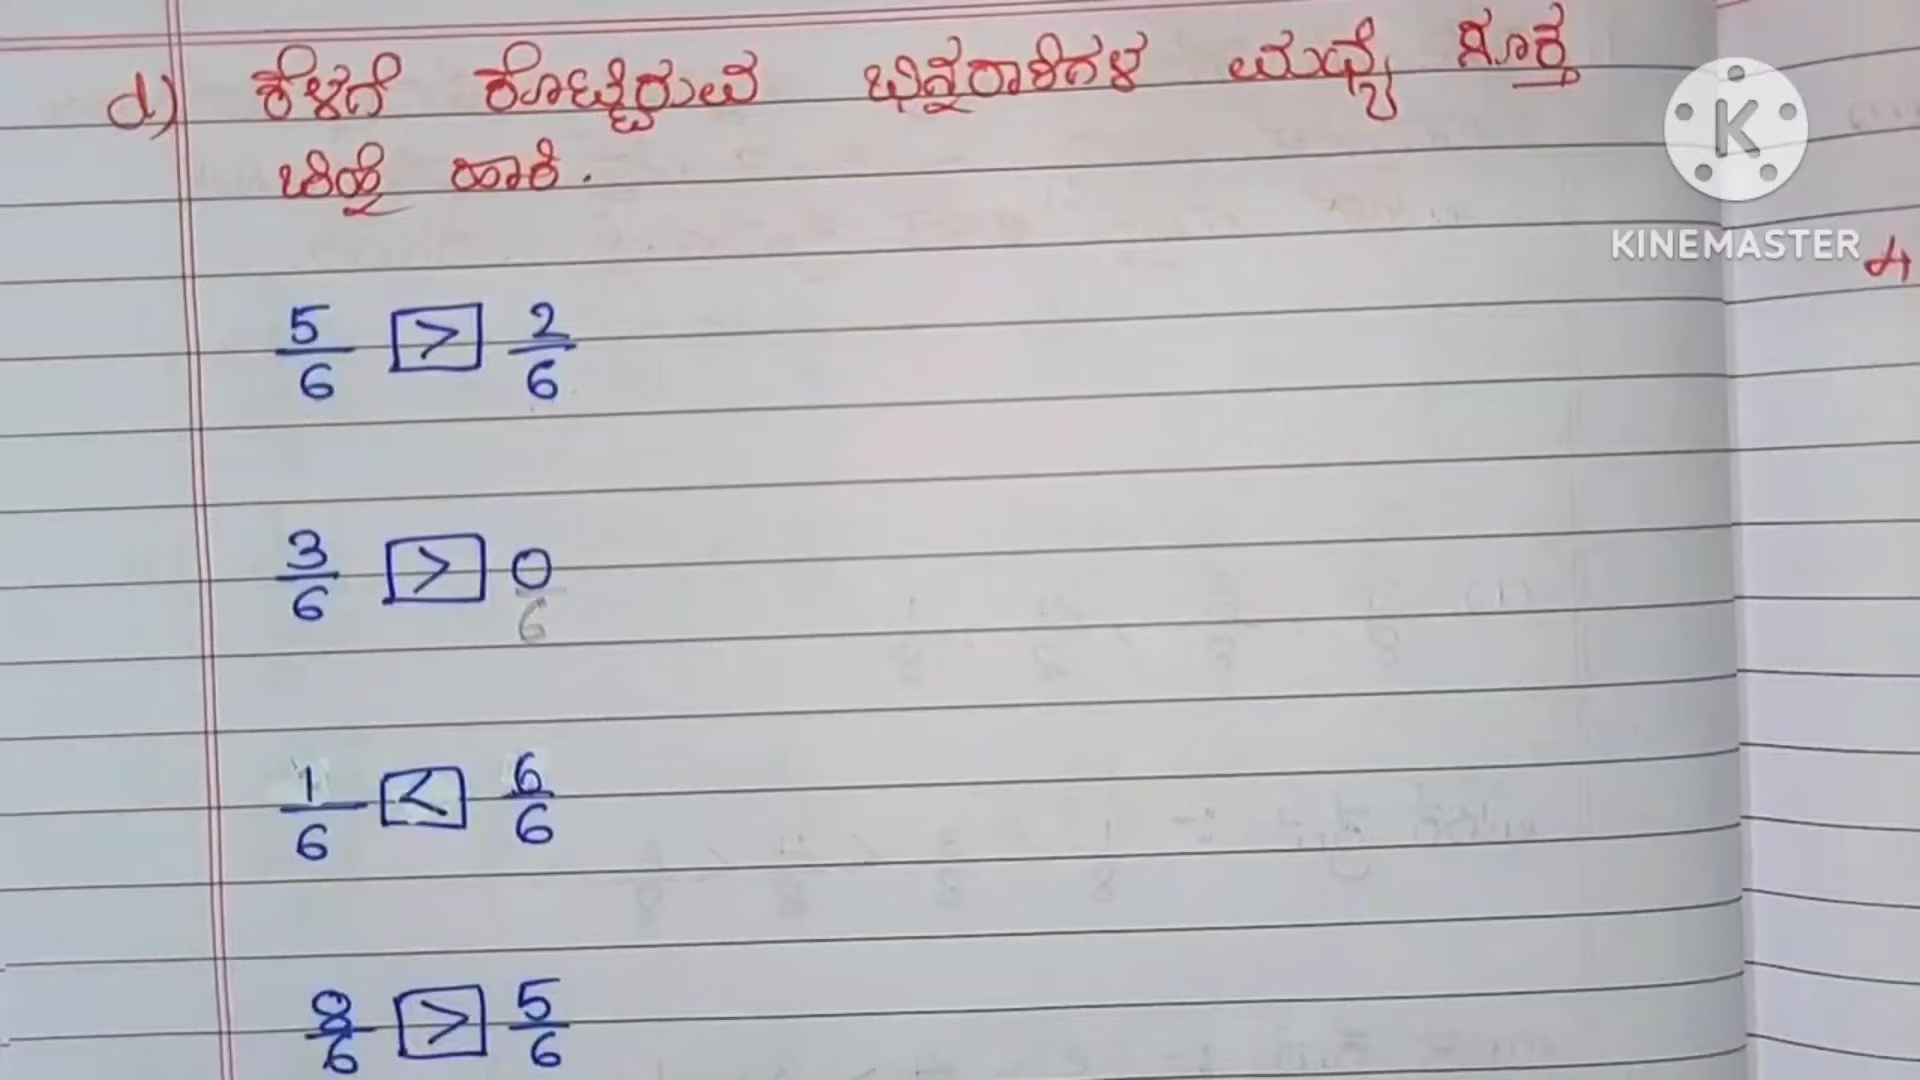 d) ಕೆಳಗೆ ಕೊಟ್ಟಿರುವ ಭಿನ್ನರಾಶಿಗಳ ಮಧ್ಯೆ ಸೂಕ್ತ
ಚಿಹ್ನೆ ಹಾಕಿ.
K
KINEMASTER
5/6 > 2/6
3/6 > 0/6
1/6 < 6/6
8/6 > 5/6